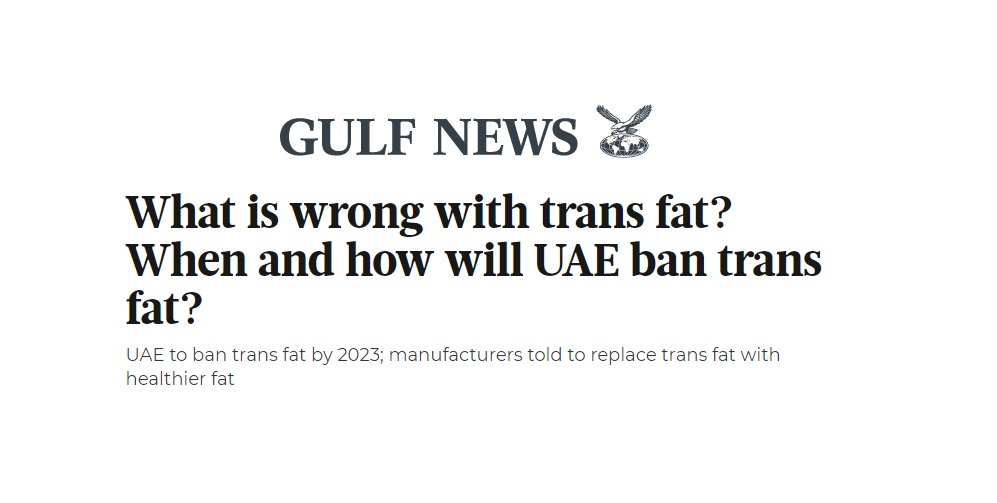 GULF NEWS
What is wrong with trans fat?
When and how will UAE ban trans
fat?
UAE to ban trans fat by 2023; manufacturers told to replace trans fat with
healthier fat